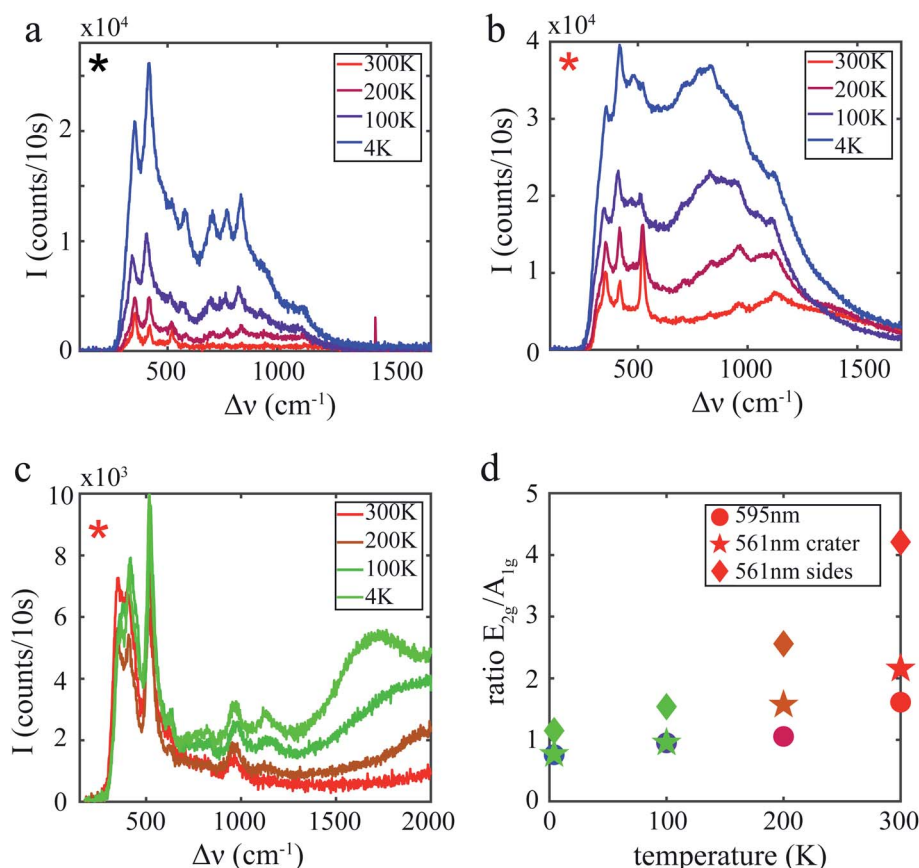 a
x10⁴
*
300K
200K
100K
4K
2
1
0
I (counts/10s)
500
1000
1500
Δν (cm⁻¹)
b
x10⁴
*
300K
200K
100K
4K
4
3
2
1
0
I (counts/10s)
500
1000
1500
Δν (cm⁻¹)
c
x10³
*
300K
200K
100K
4K
10
8
6
4
2
0
I (counts/10s)
500
1000
1500
2000
Δν (cm⁻¹)
d
595nm
561nm crater
561nm sides
5
4
3
2
1
0
ratio E₂g/A₁g
0
100
200
300
temperature (K)